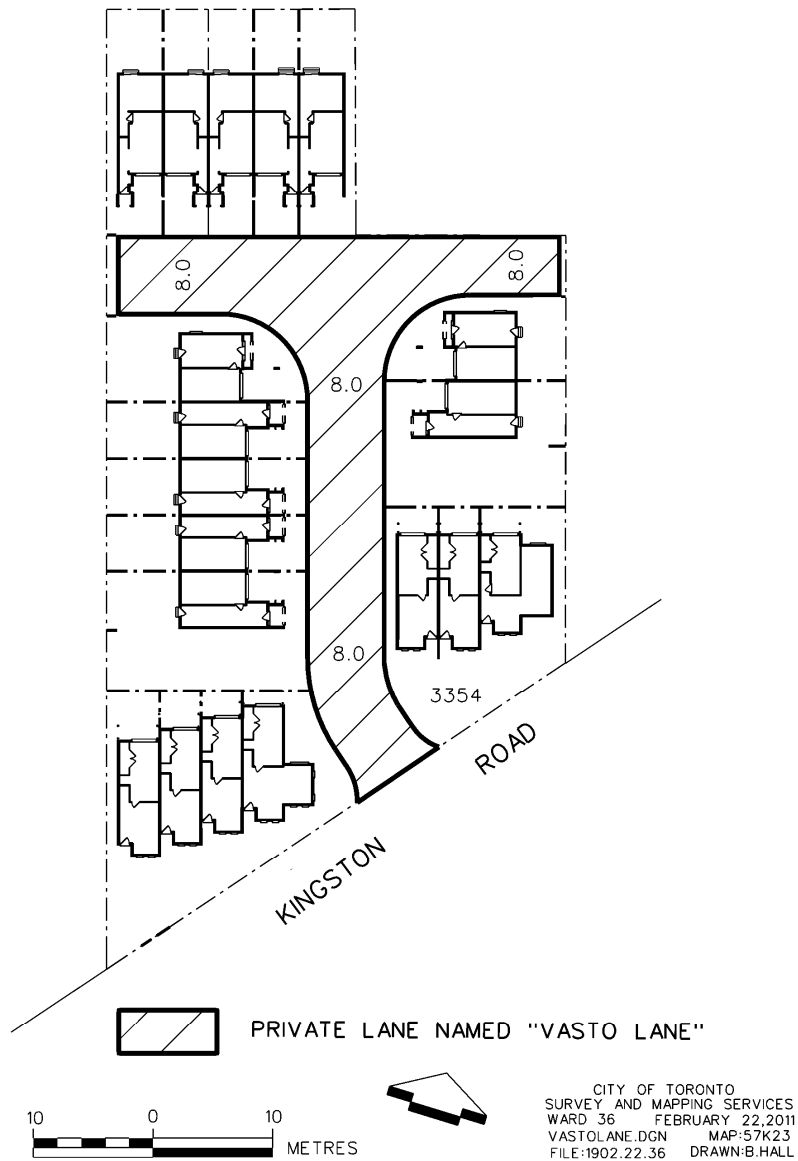 8.0
8.0
8.0
8.0
3354
KINGSTON ROAD
PRIVATE LANE NAMED "VASTO LANE"
10 0 10
METRES
CITY OF TORONTO
SURVEY AND MAPPING SERVICES
WARD 36 FEBRUARY 22,2011
VASTOLANE.DGN MAP:57K23
FILE:1902.22.36 DRAWN:B.HALL